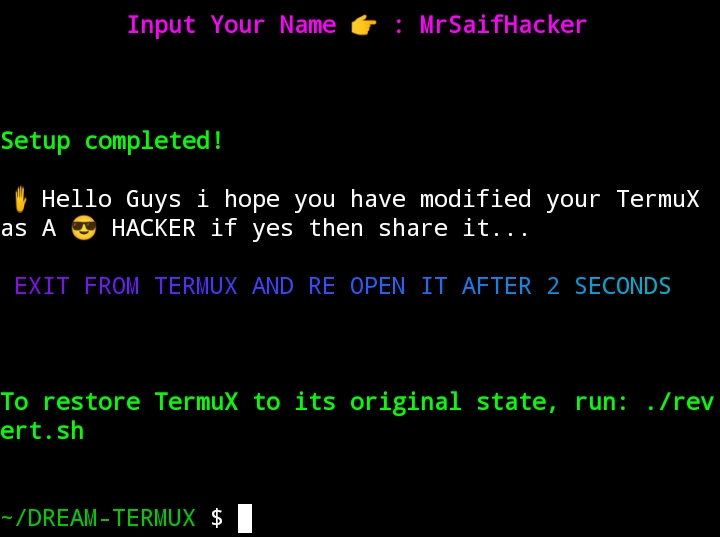 Input Your Name 👉 : MrSaifHacker
Setup completed!
🤚 Hello Guys i hope you have modified your TermuX
as A 😎 HACKER if yes then share it...
EXIT FROM TERMUX AND RE OPEN IT AFTER 2 SECONDS
To restore TermuX to its original state, run: ./rev
ert.sh
~/DREAM-TERMUX $